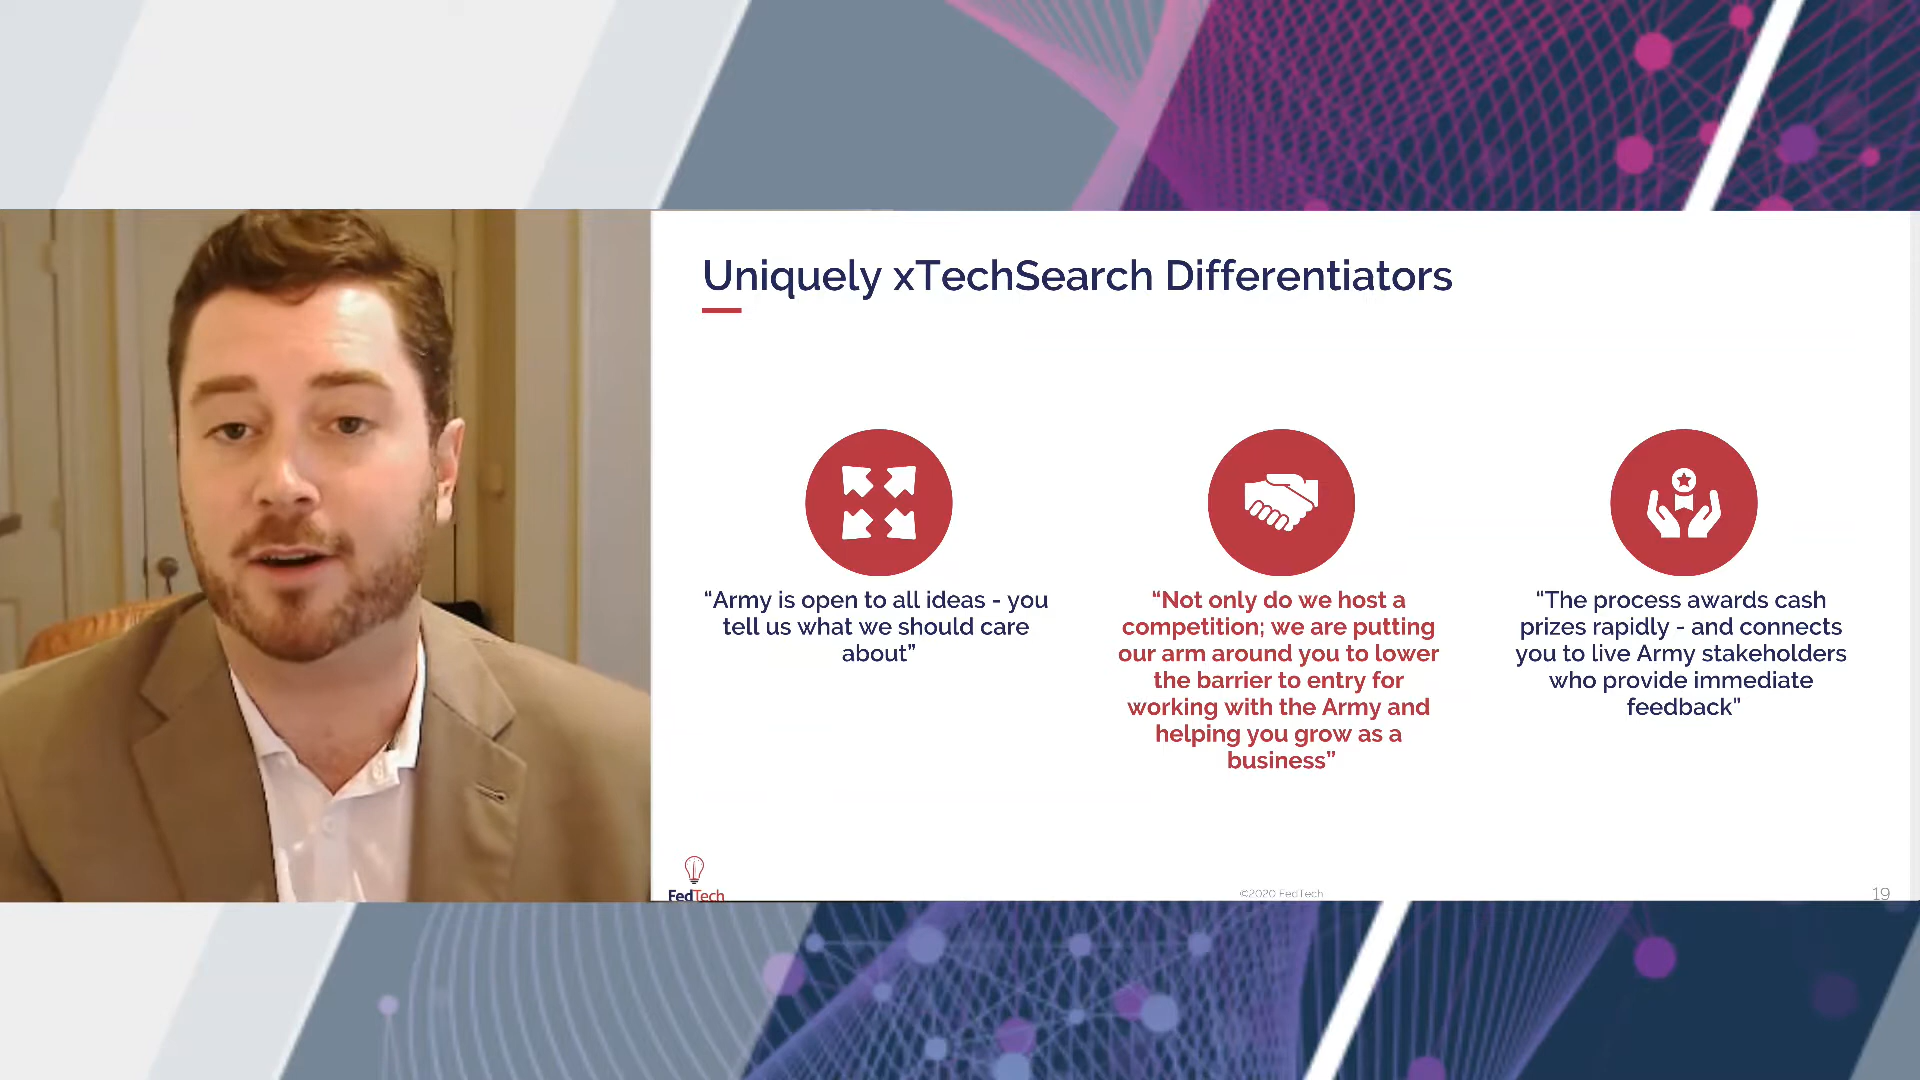 Uniquely xTechSearch Differentiators
“Army is open to all ideas - you
tell us what we should care
about”
“Not only do we host a
competition; we are putting
our arm around you to lower
the barrier to entry for
working with the Army and
helping you grow as a
business”
“The process awards cash
prizes rapidly - and connects
you to live Army stakeholders
who provide immediate
feedback”
FedTech
©2020 FedTech
19